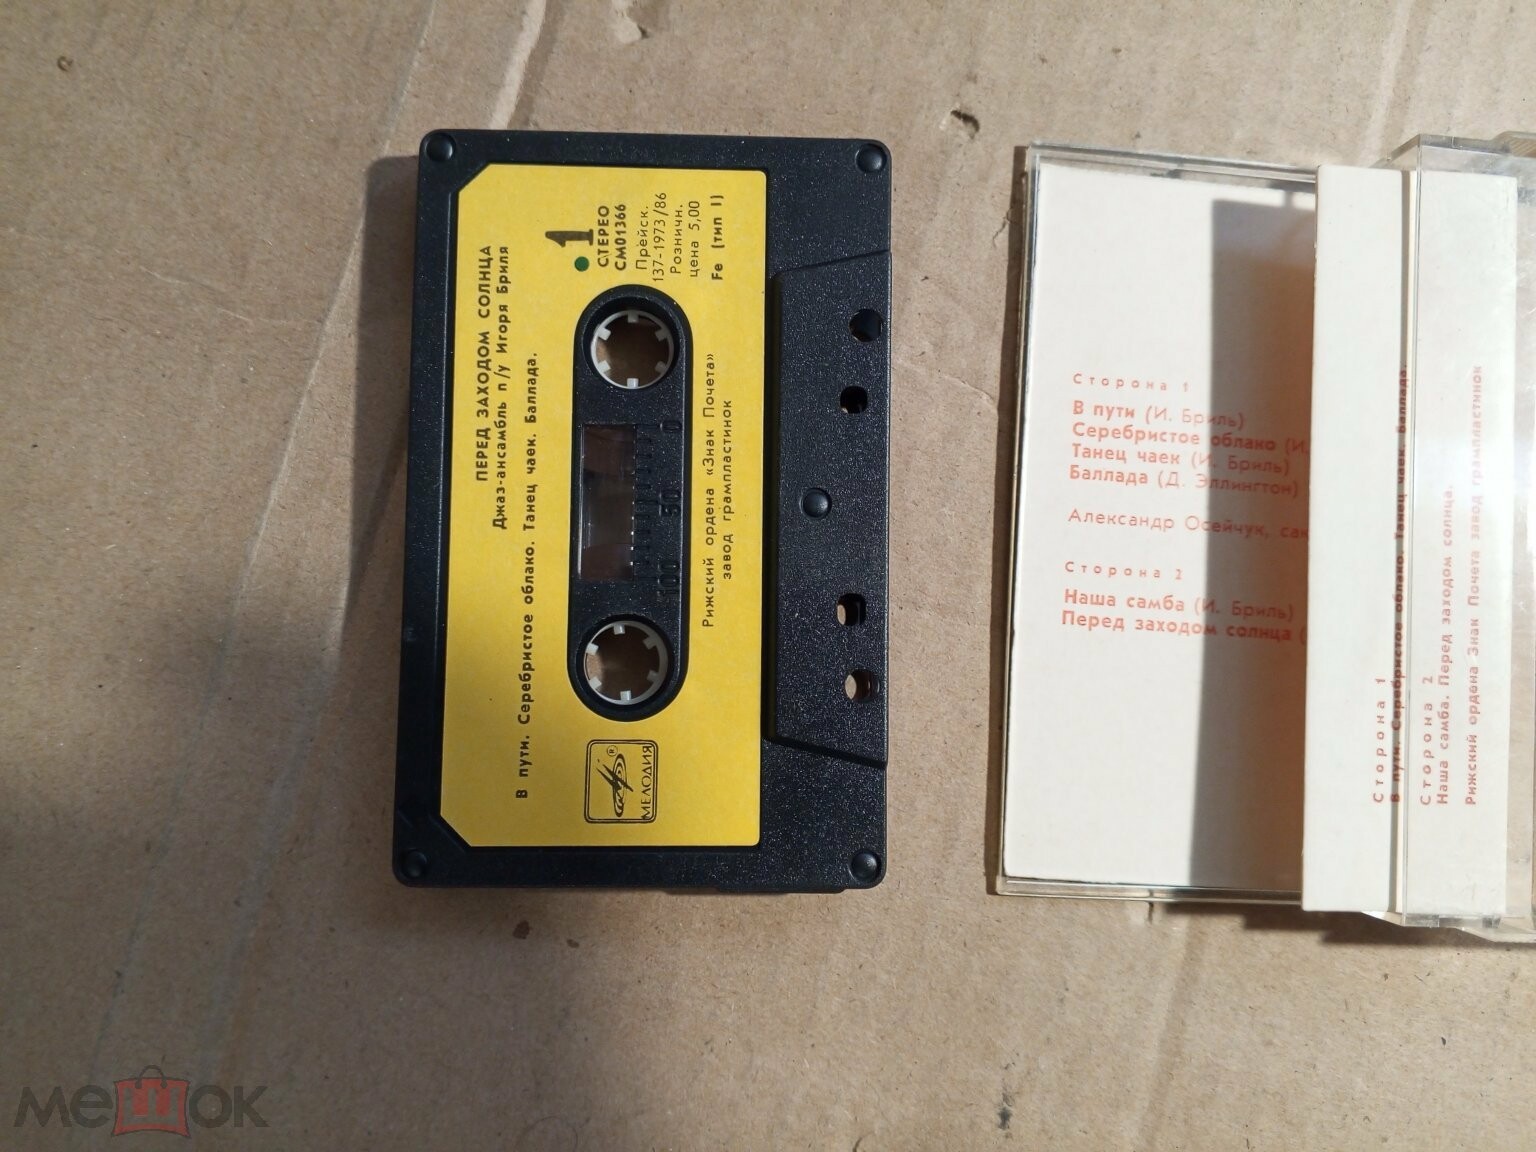 ПЕРЕД ЗАХОДОМ СОЛНЦА
Джаз-ансамбль п/у Игоря Бриля
В пути. Серебристое облако. Танец чаек. Баллада.
1
СТЕРЕО
СМ01366
Прейск.
137-1973/86
Розничн.
цена 5,00
Fe (тип I)
100 50 0
МЕЛОДИЯ
®
Рижский ордена «Знак Почета»
завод грампластинок
Сторона 1
В пути (И. Бриль)
Серебристое облако (И.
Танец чаек (И. Бриль)
Баллада (Д. Эллингтон)
Александр Осейчук, сак
Сторона 2
Наша самба (И. Бриль)
Перед заходом солнца (
Сторона 1
В пути. Серебристое облако. Танец чаек. Баллада.
Сторона 2
Наша самба. Перед заходом солнца.
Рижский ордена Знак Почета завод грампластинок
мешок